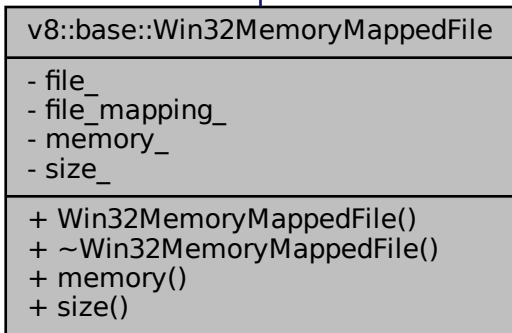 v8::base::Win32MemoryMappedFile
- file_
- file_mapping_
- memory_
- size_
+ Win32MemoryMappedFile()
+ ~Win32MemoryMappedFile()
+ memory()
+ size()